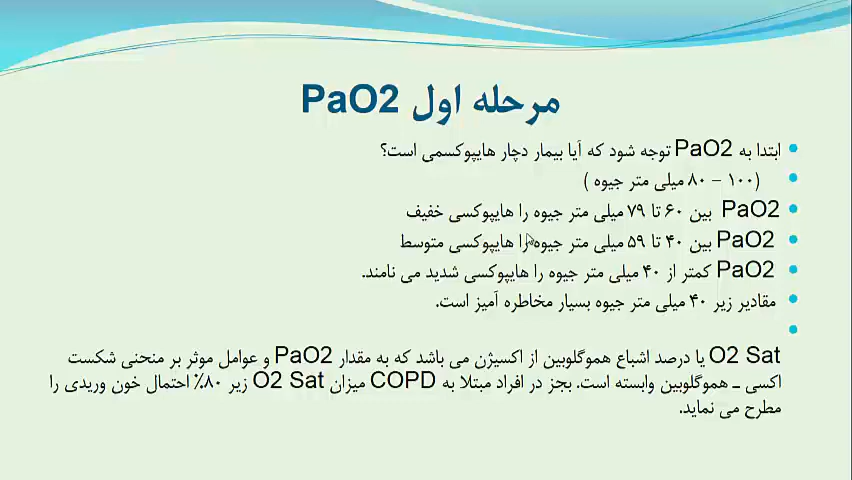 مرحله اول PaO2
ابتدا به PaO2 توجه شود که آیا بیمار دچار هایپوکسمی است؟
(۱۰۰ – ۸۰ میلی متر جیوه )
PaO2 بین ۶۰ تا ۷۹ میلی متر جیوه را هایپوکسی خفیف
PaO2 بین ۴۰ تا ۵۹ میلی متر جیوه را هایپوکسی متوسط
PaO2 کمتر از ۴۰ میلی متر جیوه را هایپوکسی شدید می نامند.
مقادیر زیر ۴۰ میلی متر جیوه بسیار مخاطره آمیز است.
O2 Sat یا درصد اشباع هموگلوبین از اکسیژن می باشد که به مقدار PaO2 و عوامل موثر بر منحنی شکست
اکسی ـ هموگلوبین وابسته است. بجز در افراد مبتلا به COPD میزان O2 Sat زیر ۸۰٪ احتمال خون وریدی را
مطرح می نماید.